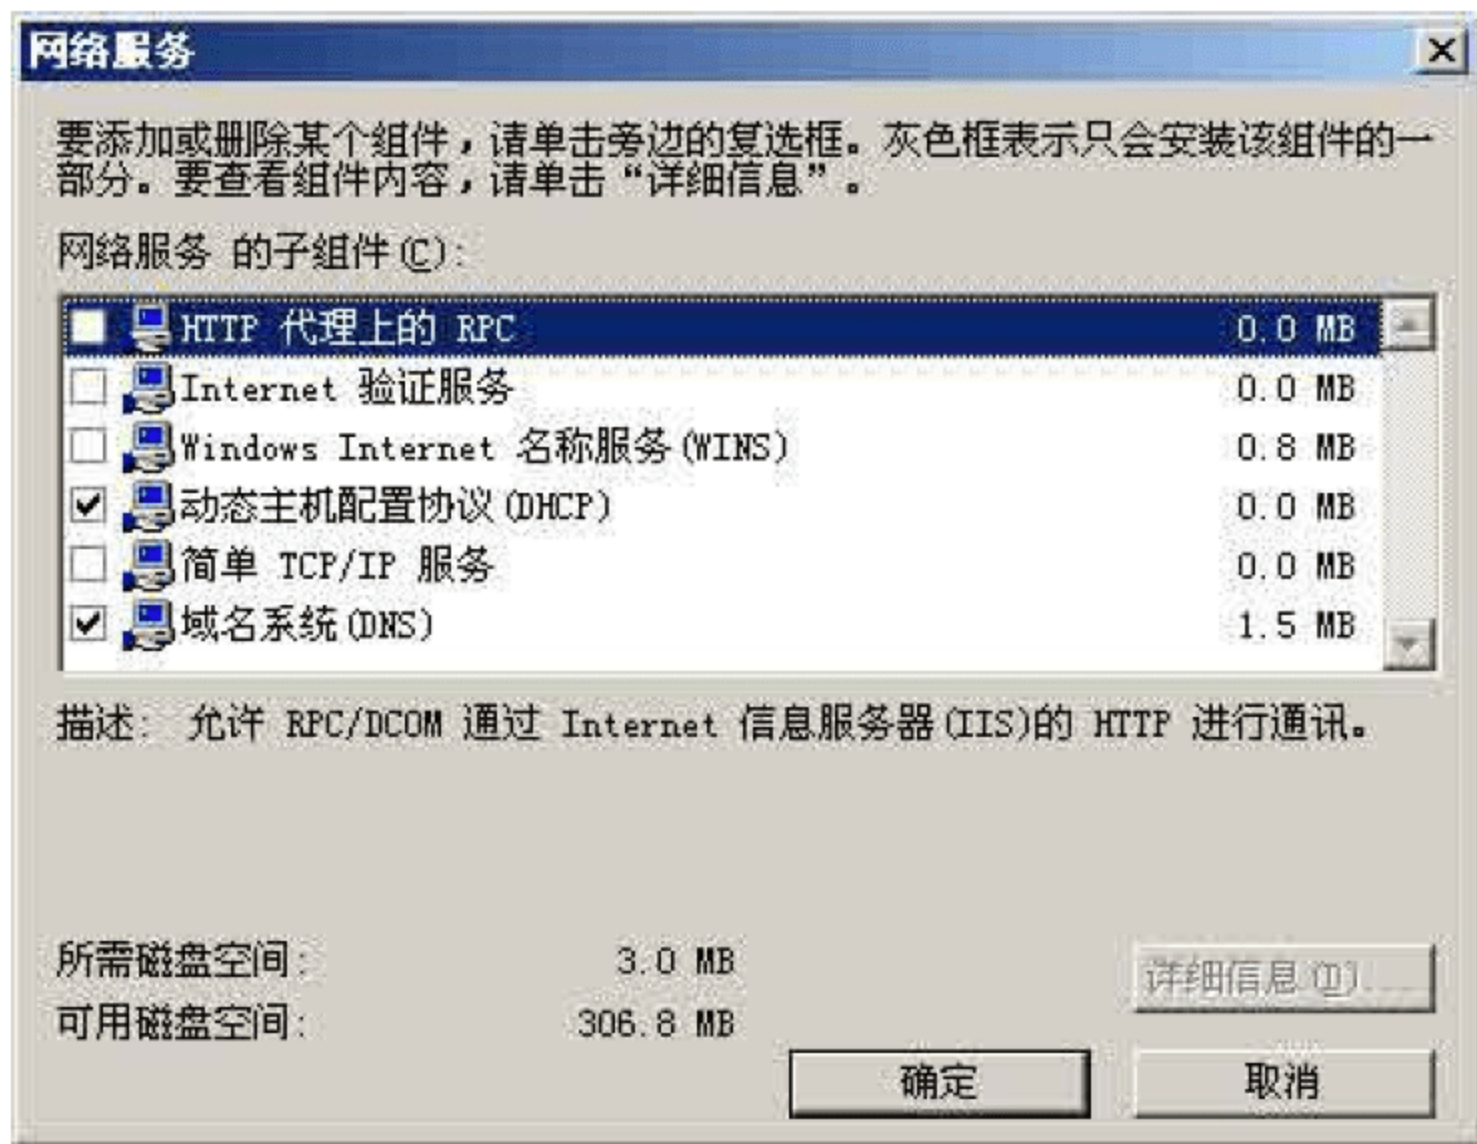 网络服务
要添加或删除某个组件，请单击旁边的复选框。灰色框表示只会安装该组件的一
部分。要查看组件内容，请单击“详细信息”。
网络服务 的子组件(C):
HTTP 代理上的 RPC 0.0 MB
Internet 验证服务 0.0 MB
Windows Internet 名称服务(WINS) 0.8 MB
动态主机配置协议(DHCP) 0.0 MB
简单 TCP/IP 服务 0.0 MB
域名系统(DNS) 1.5 MB
描述: 允许 RPC/DCOM 通过 Internet 信息服务器(IIS)的 HTTP 进行通讯。
所需磁盘空间: 3.0 MB
详细信息(D)...
可用磁盘空间: 306.8 MB
确定 取消